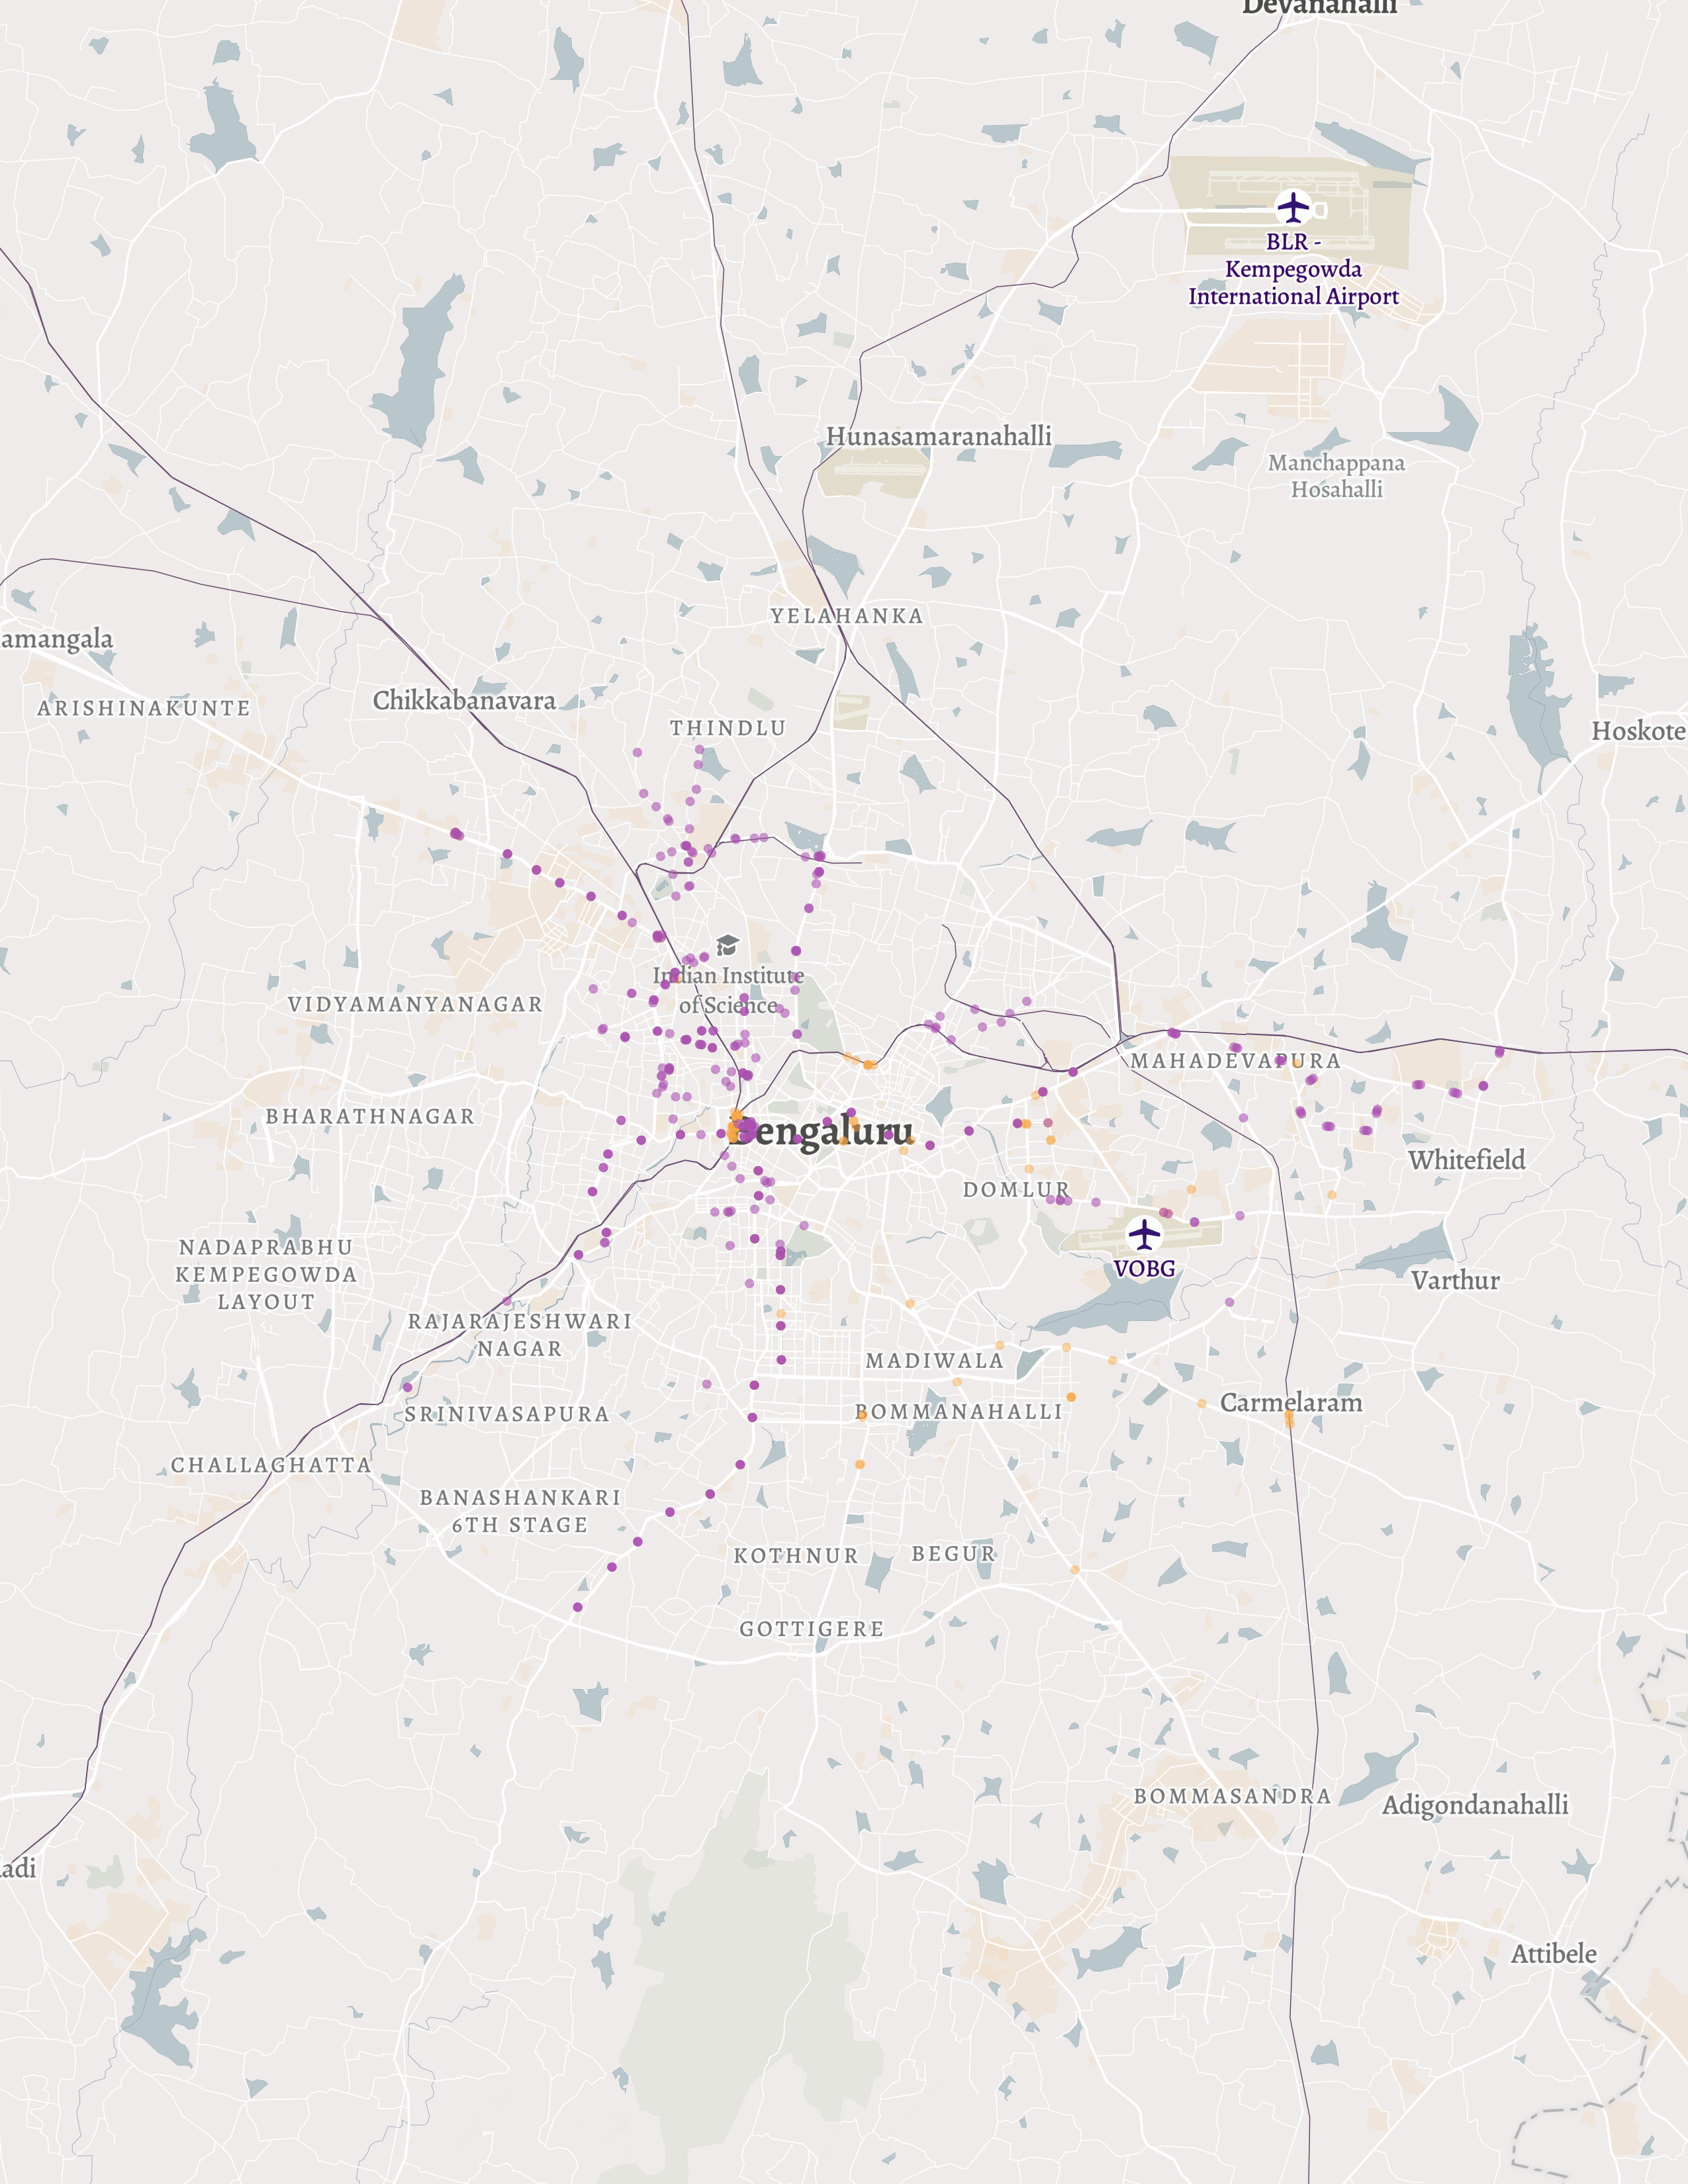 Devanahalli
BLR -
Kempegowda
International Airport
Hunasamaranahalli
Manchappana
Hosahalli
YELAHANKA
amangala
Chikkabanavara
ARISHINAKUNTE
THINDLU
Hoskote
Indian Institute
of Science
VIDYAMANYANAGAR
MAHADEVAPURA
BHARATHNAGAR
Bengaluru
Whitefield
DOMLUR
NADAPRABHU
KEMPEGOWDA
LAYOUT
VOBG
Varthur
RAJARAJESHWARI
NAGAR
MADIWALA
Carmelaram
SRINIVASAPURA
BOMMANAHALLI
CHALLAGHATTA
BANASHANKARI
6TH STAGE
KOTHNUR
BEGUR
GOTTIGERE
BOMMASANDRA
Adigondanahalli
adi
Attibele